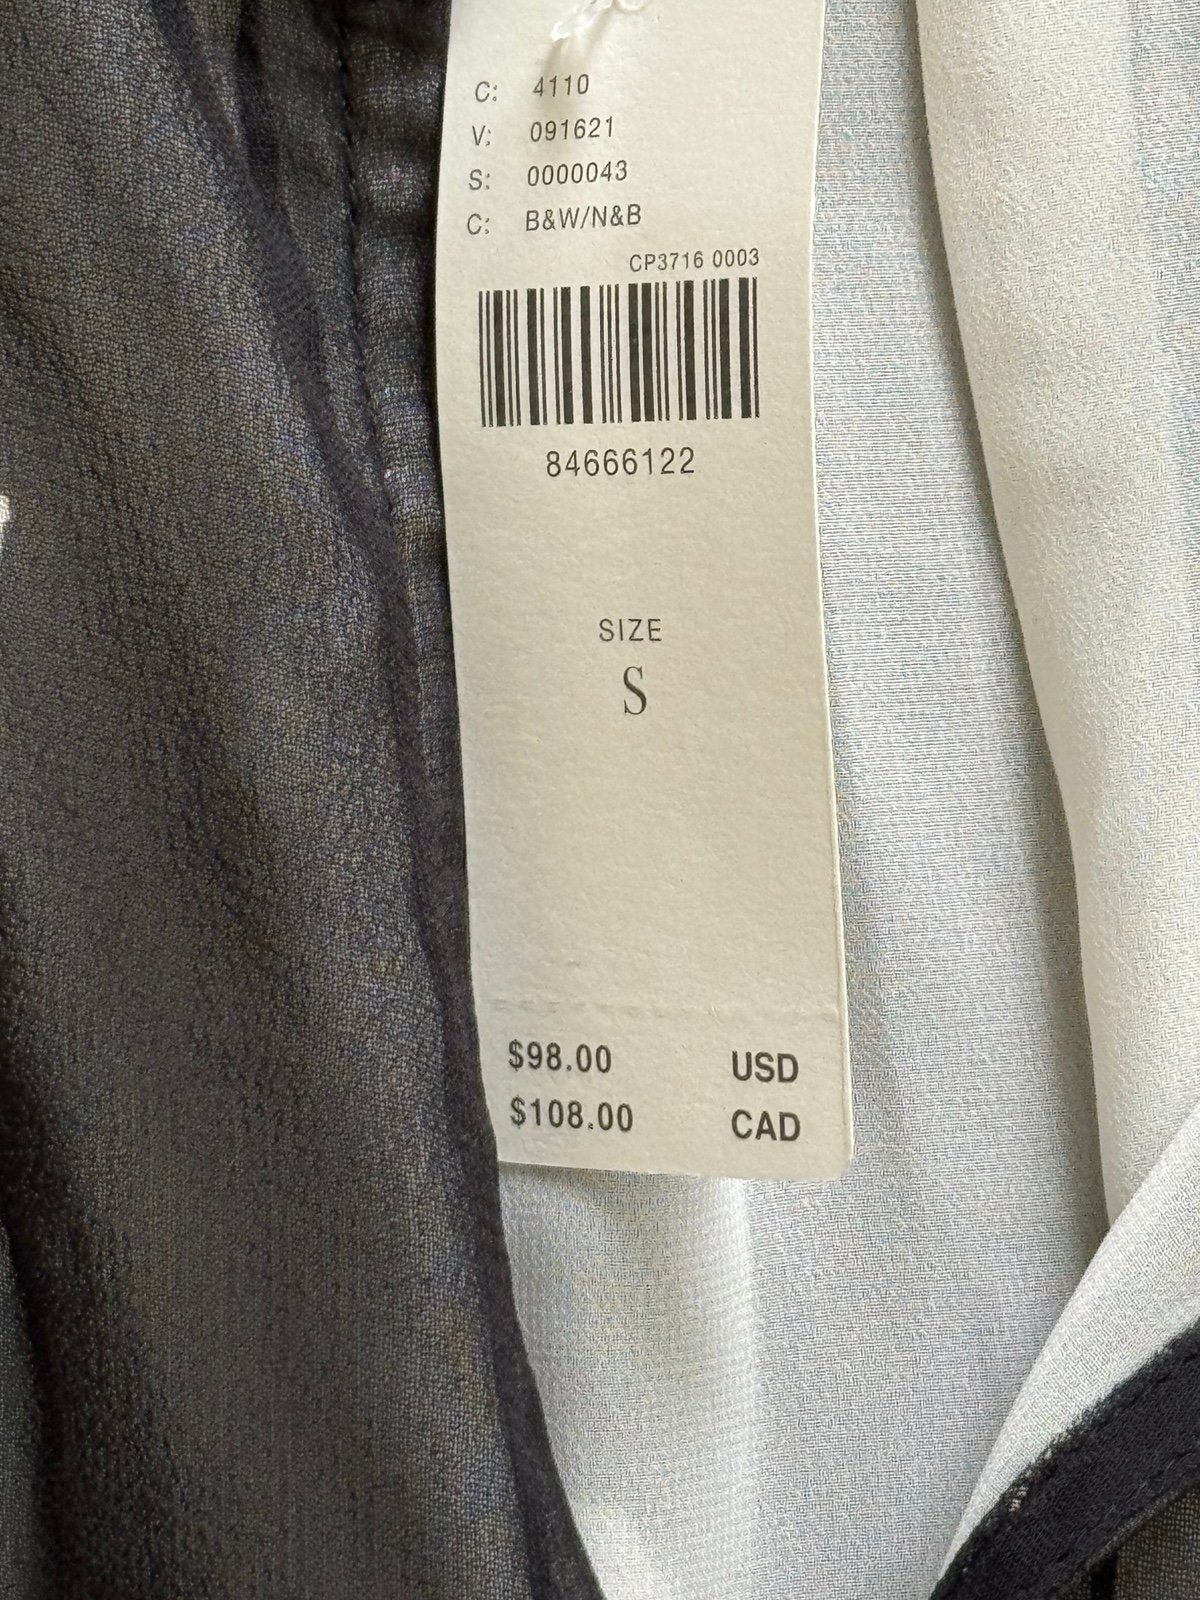 C: 4110
V: 091621
S: 0000043
C: B&W/N&B
CP3716 0003
84666122
SIZE
S
$98.00 USD
$108.00 CAD